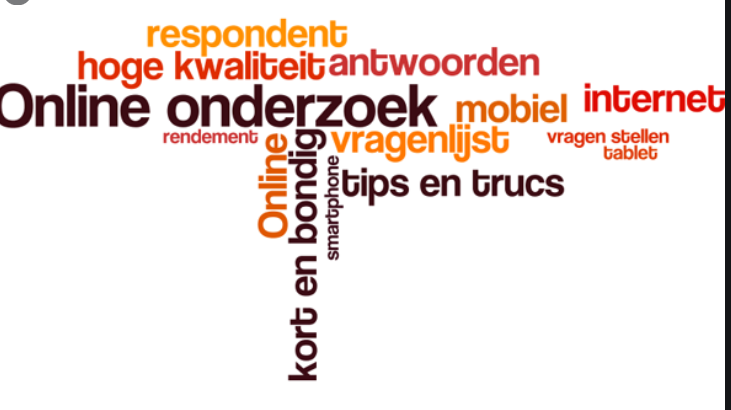 respondent
hoge kwaliteit
antwoorden
Online onderzoek
mobiel
internet
rendement
vragenlijst
vragen stellen
tablet
Online
kort en bondig
smartphone
tips en trucs